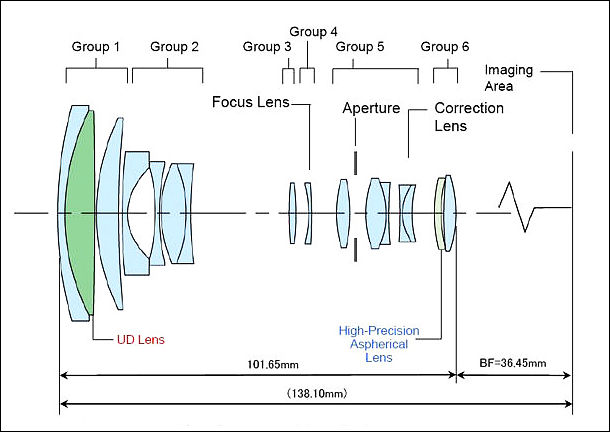 Group 4
Group 1
Group 2
Group 3
Group 5
Group 6
Imaging
Area
Focus Lens
Aperture
Correction
Lens
UD Lens
High-Precision
Aspherical
Lens
101.65mm
BF=36.45mm
(138.10mm)